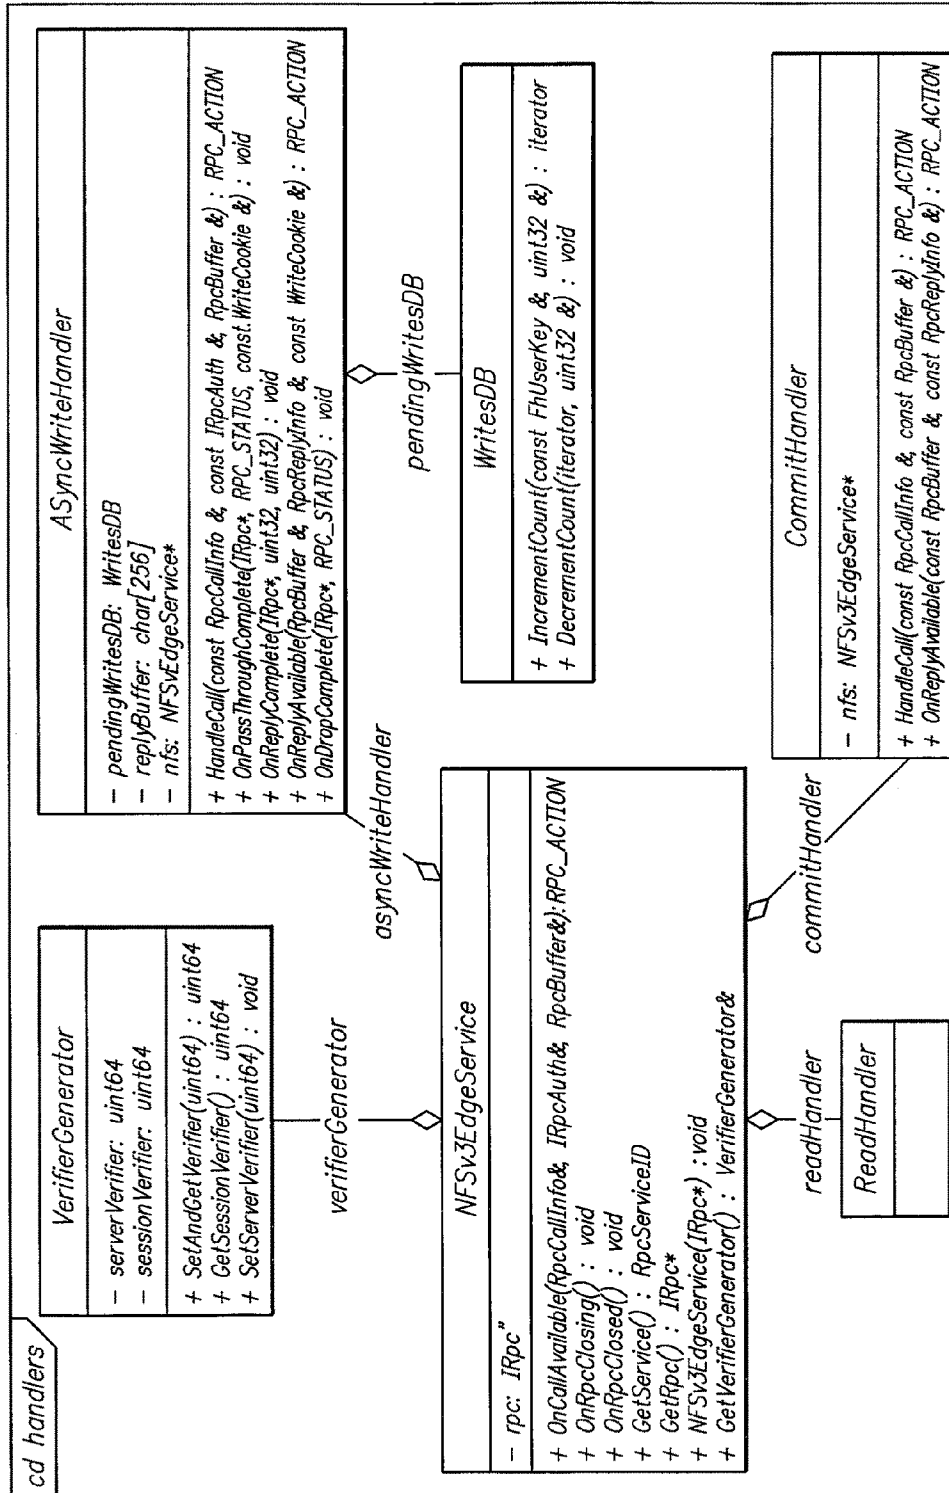 cd handlers
VerifierGenerator
- serverVerifier: uint64
- sessionVerifier: uint64
+ SetAndGetVerifier(uint64) : uint64
+ GetSessionVerifier() : uint64
+ SetServerVerifier(uint64) : void
verifierGenerator
ASyncWriteHandler
- pendingWritesDB: WritesDB
- replyBuffer: char[256]
- nfs: NFSvEdgeService*
+ HandleCall(const RpcCallInfo &, const IRpcAuth &, RpcBuffer &) : RPC_ACTION
+ OnPassThroughComplete(IRpc*, RPC_STATUS, const.WriteCookie &) : void
+ OnReplyComplete(IRpc*, uint32, uint32) : void
+ OnReplyAvailable(RpcBuffer &, RpcReplyInfo &, const WriteCookie &) : RPC_ACTION
+ OnDropComplete(IRpc*, RPC_STATUS) : void
asyncWriteHandler
pendingWritesDB
NFSv3EdgeService
- rpc: IRpc"
+ OnCallAvailable(RpcCallInfo&, IRpcAuth&, RpcBuffer&):RPC_ACTION
+ OnRpcClosing() : void
+ OnRpcClosed() : void
+ GetService() : RpcServiceID
+ GetRpc() : IRpc*
+ NFSv3EdgeService(IRpc*) :void
+ GetVerifierGenerator() : VerifierGenerator&
WritesDB
+ IncrementCount(const FhUserKey &, uint32 &) : iterator
+ DecrementCount(iterator, uint32 &) : void
readHandler
ReadHandler
commitHandler
CommitHandler
- nfs: NFSv3EdgeService*
+ HandleCall(const RpcCallInfo &, const RpcBuffer &) : RPC_ACTION
+ OnReplyAvailable(const RpcBuffer &, const RpcReplyInfo &) : RPC_ACTION